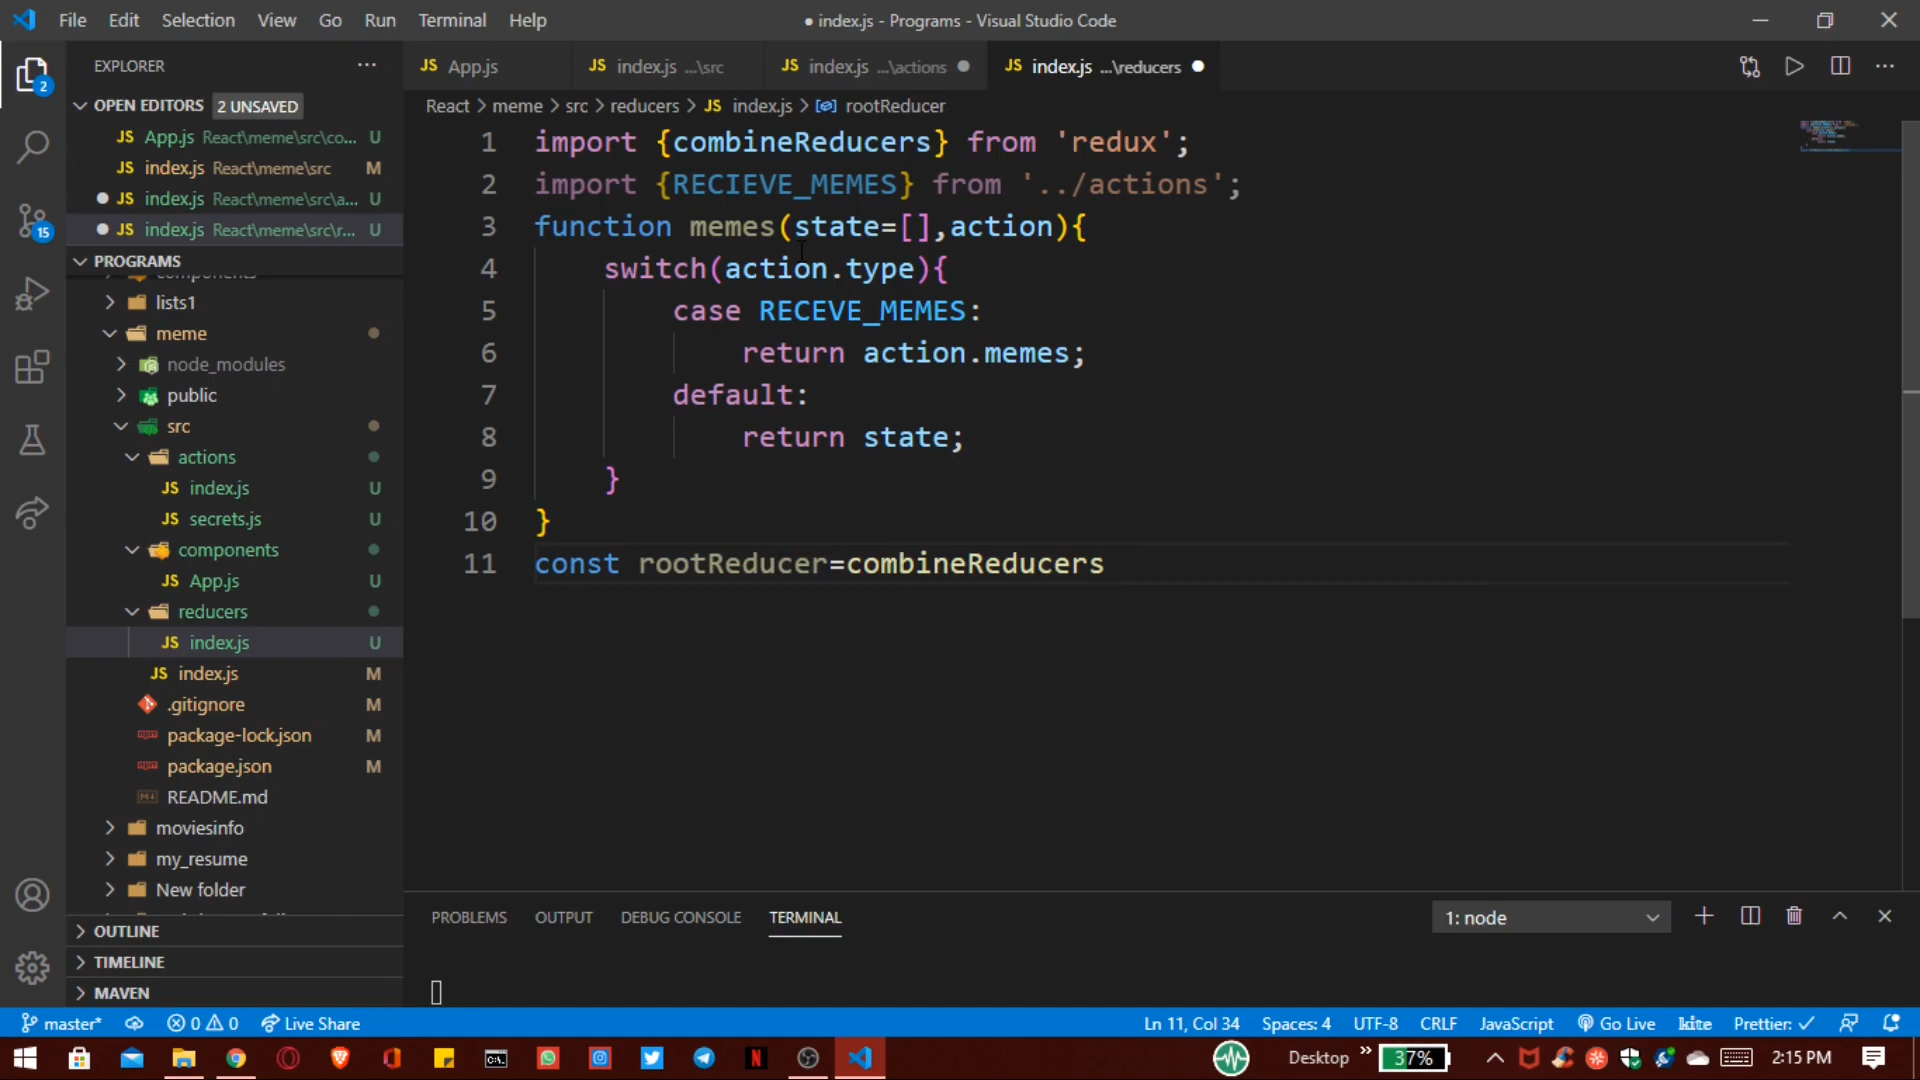 File Edit Selection View Go Run Terminal Help
● index.js - Programs - Visual Studio Code
EXPLORER
JS App.js
JS index.js ...\src
JS index.js ...\actions
JS index.js ...\reducers
OPEN EDITORS 2 UNSAVED
JS App.js React\meme\src\co... U
JS index.js React\meme\src M
JS index.js React\meme\src\a... U
JS index.js React\meme\src\r... U
PROGRAMS
components
lists1
meme
node_modules
public
src
actions
JS index.js U
JS secrets.js U
components
JS App.js U
reducers
JS index.js U
JS index.js M
.gitignore M
package-lock.json M
package.json M
README.md
moviesinfo
my_resume
New folder
OUTLINE
TIMELINE
MAVEN
React > meme > src > reducers > JS index.js > rootReducer
1 import {combineReducers} from 'redux';
2 import {RECIEVE_MEMES} from '../actions';
3 function memes(state=[],action){
4 switch(action.type){
5 case RECEVE_MEMES:
6 return action.memes;
7 default:
8 return state;
9 }
10 }
11 const rootReducer=combineReducers
PROBLEMS OUTPUT DEBUG CONSOLE TERMINAL
1: node
master* 0 0 Live Share
Ln 11, Col 34 Spaces: 4 UTF-8 CRLF JavaScript Go Live kite Prettier: ✓
2
15
Desktop » 37% 2:15 PM